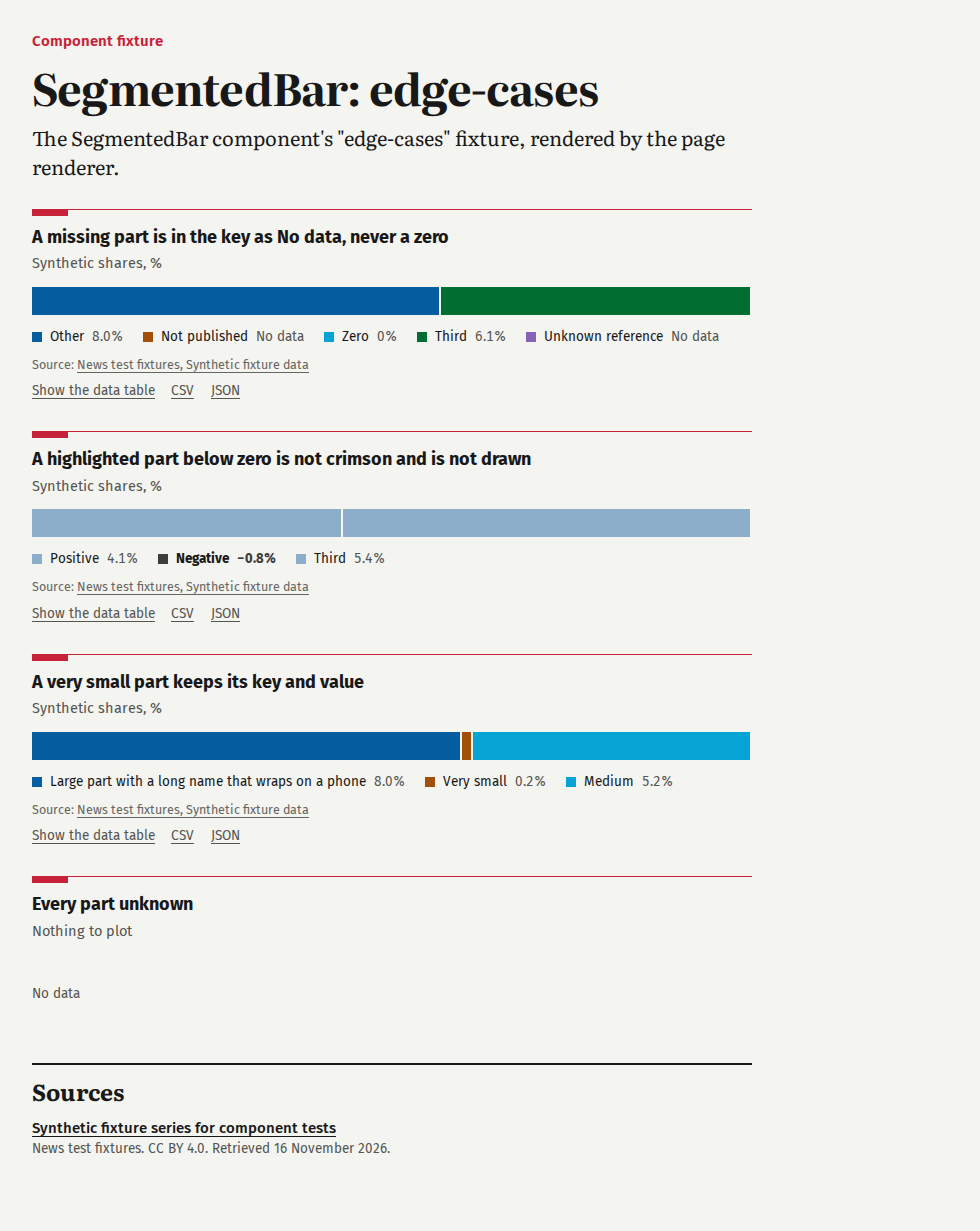 Component fixture
SegmentedBar: edge-cases
The SegmentedBar component's "edge-cases" fixture, rendered by the page
renderer.
A missing part is in the key as No data, never a zero
Synthetic shares, %
Other 8.0% Not published No data Zero 0% Third 6.1% Unknown reference No data
Source: News test fixtures, Synthetic fixture data
Show the data table CSV JSON
A highlighted part below zero is not crimson and is not drawn
Synthetic shares, %
Positive 4.1% Negative −0.8% Third 5.4%
Source: News test fixtures, Synthetic fixture data
Show the data table CSV JSON
A very small part keeps its key and value
Synthetic shares, %
Large part with a long name that wraps on a phone 8.0% Very small 0.2% Medium 5.2%
Source: News test fixtures, Synthetic fixture data
Show the data table CSV JSON
Every part unknown
Nothing to plot
No data
Sources
Synthetic fixture series for component tests
News test fixtures. CC BY 4.0. Retrieved 16 November 2026.